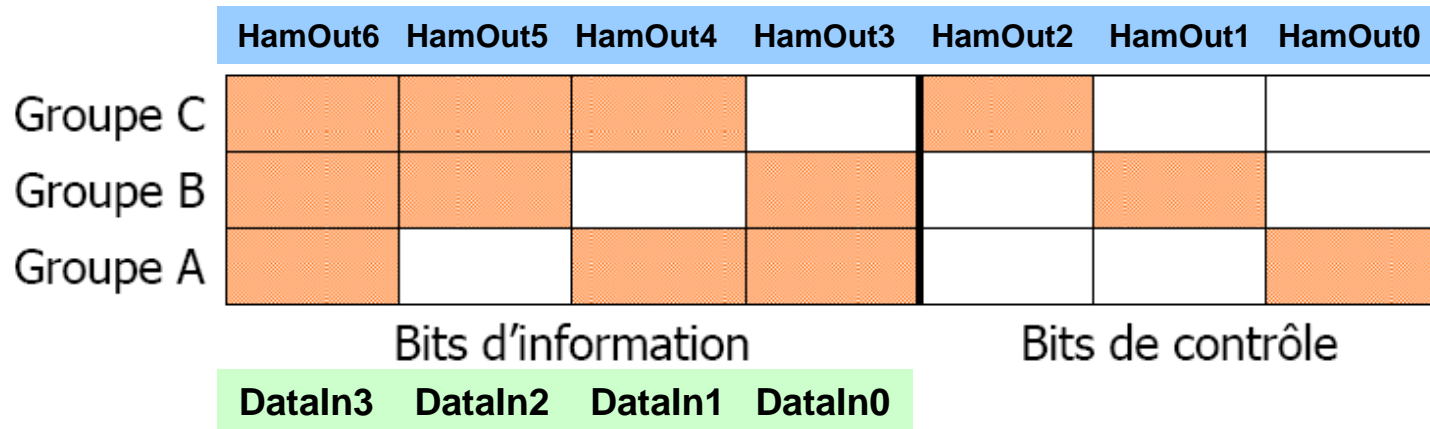 HamOut6 HamOut5 HamOut4 HamOut3 HamOut2 HamOut1 HamOut0
Groupe C
Groupe B
Groupe A
Bits d'information Bits de contrôle
DataIn3 DataIn2 DataIn1 DataIn0